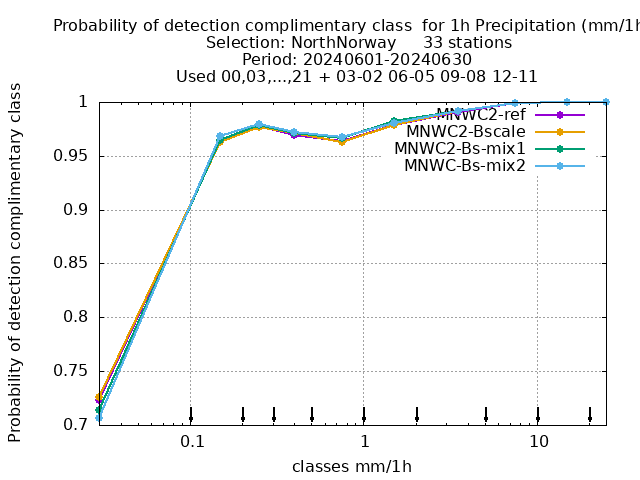 Probability of detection complimentary class  for 1h Precipitation (mm/1h
Selection: NorthNorway     33 stations
Period: 20240601-20240630
Used 00,03,...,21 + 03-02 06-05 09-08 12-11
Probability of detection complimentary class
1
0.95
0.9
0.85
0.8
0.75
0.7
MNWC2-ref
MNWC2-Bscale
MNWC2-Bs-mix1
MNWC-Bs-mix2
0.1
1
10
classes mm/1h